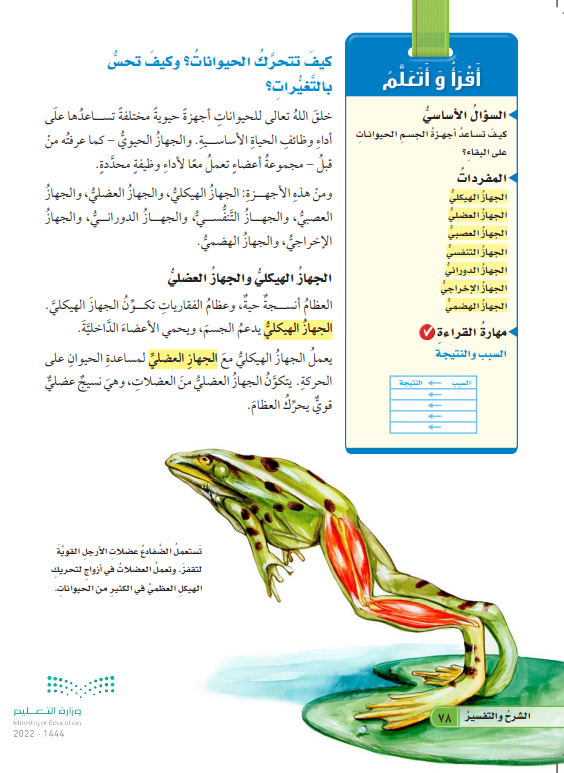 أَقْرَأُ وَ أَتَعَلَّمُ
السؤالُ الأساسيُّ
كيفَ تساعدُ أجهزةُ الجسمِ الحيواناتِ
على البقاءِ؟
المفرداتُ
الجهازُ الهيكليُّ
الجهازُ العضليُّ
الجهازُ العصبيُّ
الجهازُ التنفسيُّ
الجهازُ الدورانيُّ
الجهازُ الإخراجيُّ
الجهازُ الهضميُّ
مهارةُ القراءةِ
السببُ والنتيجةُ
السبب ← النتيجة
←
←
←
←
كيفَ تتحرَّكُ الحيواناتُ؟ وكيفَ تحسُّ
بالتَّغيُّراتِ؟
خلقَ اللهُ تعالى للحيواناتِ أجهزةً حيويةً مختلفةً تساعدُها علَى
أداءِ وظائفِ الحياةِ الأساسيةِ. والجهازُ الحيويُّ - كما عرفتُه منْ
قبلُ - مجموعةُ أعضاءٍ تعملُ معًا لأداءِ وظيفةٍ محدَّدةٍ.
ومنْ هذهِ الأجهزةِ: الجهازُ الهيكليُّ، والجهازُ العضليُّ، والجهازُ
العصبيُّ، والجهازُ التَّنفُّسيُّ، والجهازُ الدورانيُّ، والجهازُ
الإخراجيُّ، والجهازُ الهضميُّ.
الجهازُ الهيكليُّ والجهازُ العضليُّ
العظامُ أنسجةٌ حيةٌ، وعظامُ الفقارياتِ تكوِّنُ الجهازَ الهيكليَّ.
الجهازُ الهيكليُّ يدعمُ الجسمَ، ويحمي الأعضاءَ الدَّاخليَّةَ.
يعملُ الجهازُ الهيكليُّ معَ الجهازِ العضليِّ لمساعدةِ الحيوانِ على
الحركةِ. يتكوَّنُ الجهازُ العضليُّ منَ العضلاتِ، وهيَ نسيجٌ عضليٌّ
قويٌّ يحرِّكُ العظامَ.
تستعملُ الضَّفادعُ عضلاتِ الأرجلِ القويَّةَ
لتقفزَ. وتعملُ العضلاتُ في أزواجٍ لتحريكِ
الهيكلِ العظميِّ في الكثيرِ من الحيواناتِ.
وزارة التعليم
Ministry of Education
2022 - 1444
الشرحُ والتفسيرُ ٧٨